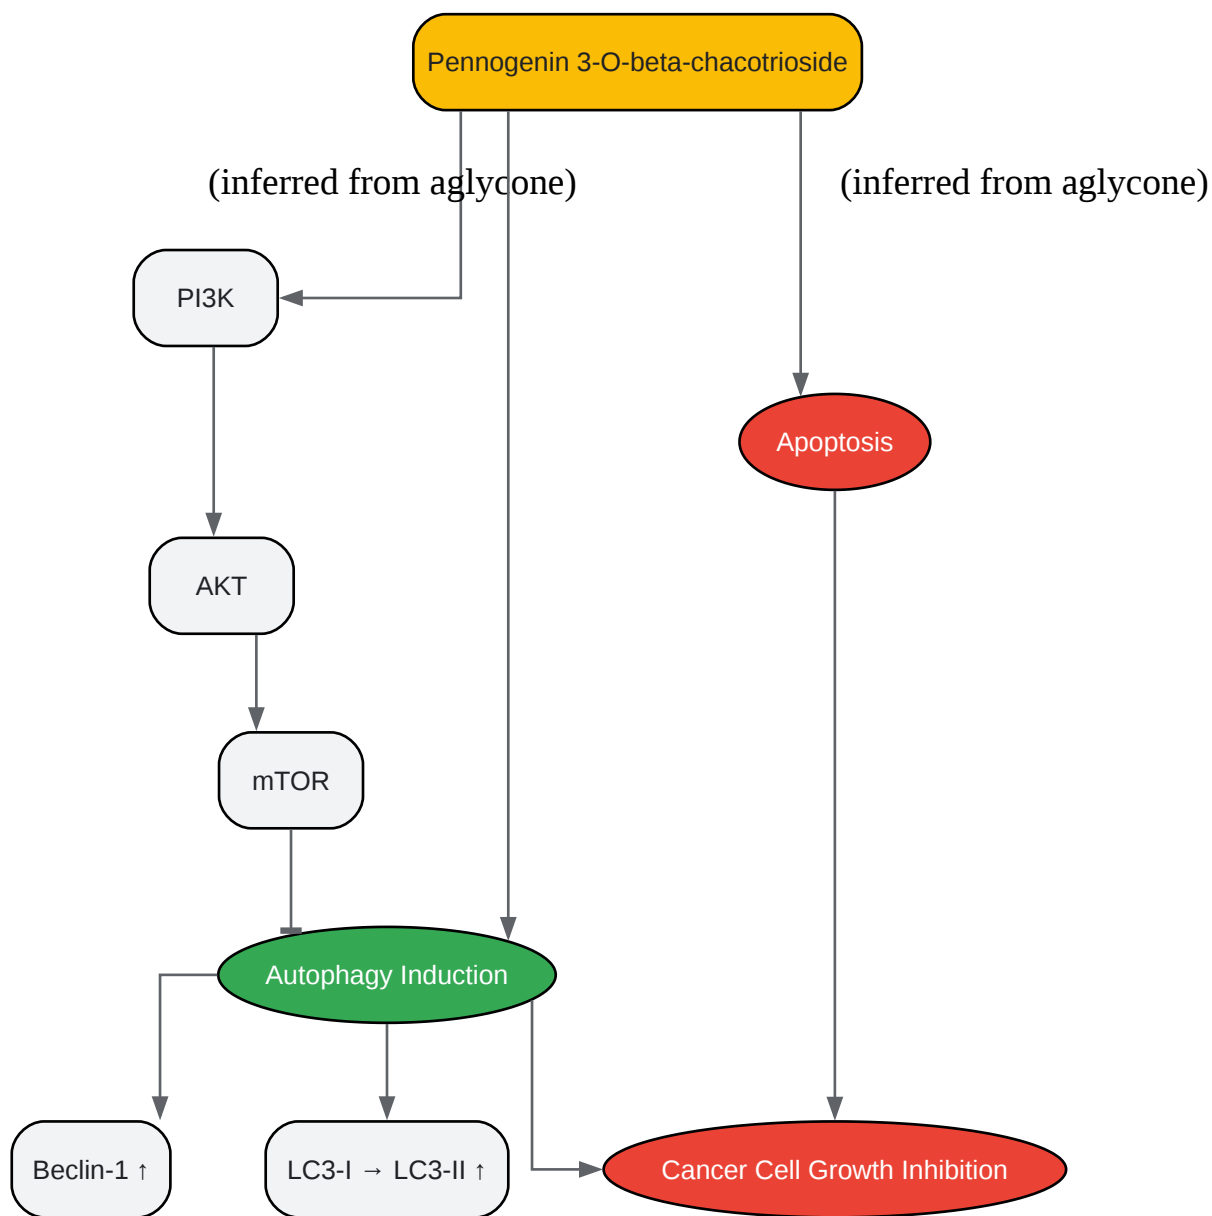 Pennogenin 3-O-beta-chacotrioside
(inferred from aglycone)
(inferred from aglycone)
PI3K
Apoptosis
AKT
mTOR
Autophagy Induction
Beclin-1 ↑
LC3-I → LC3-II ↑
Cancer Cell Growth Inhibition